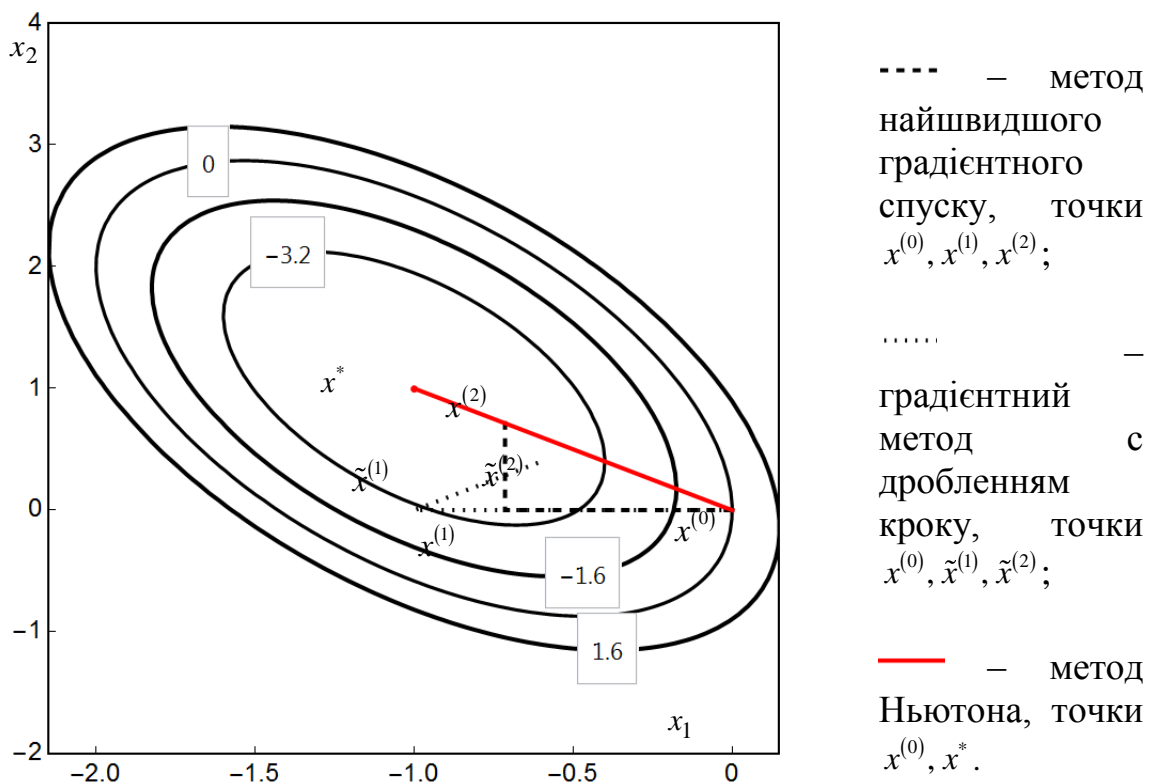 4
x₂
3
0
−3.2
2
x*
1
x⁽²⁾
x̃⁽¹⁾
x̃⁽²⁾
0
x⁽¹⁾
x⁽⁰⁾
−1.6
−1
1.6
x₁
−2
−2.0
−1.5
−1.0
−0.5
0
– метод
найшвидшого
градієнтного
спуску, точки
x⁽⁰⁾, x⁽¹⁾, x⁽²⁾;
–
градієнтний
метод с
дробленням
кроку, точки
x⁽⁰⁾, x̃⁽¹⁾, x̃⁽²⁾;
– метод
Ньютона, точки
x⁽⁰⁾, x*.